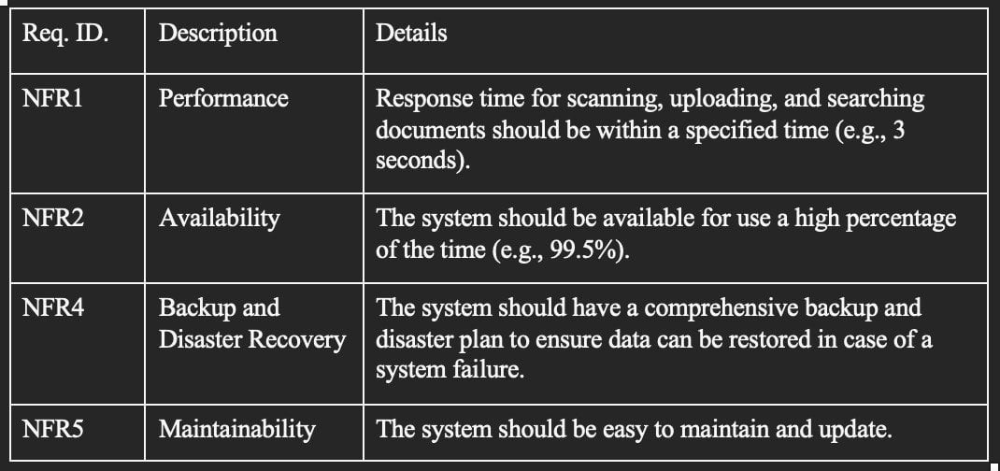 Req. ID.
Description
Details
NFR1
Performance
Response time for scanning, uploading, and searching
documents should be within a specified time (e.g., 3
seconds).
NFR2
Availability
The system should be available for use a high percentage
of the time (e.g., 99.5%).
NFR4
Backup and
Disaster Recovery
The system should have a comprehensive backup and
disaster plan to ensure data can be restored in case of a
system failure.
NFR5
Maintainability
The system should be easy to maintain and update.